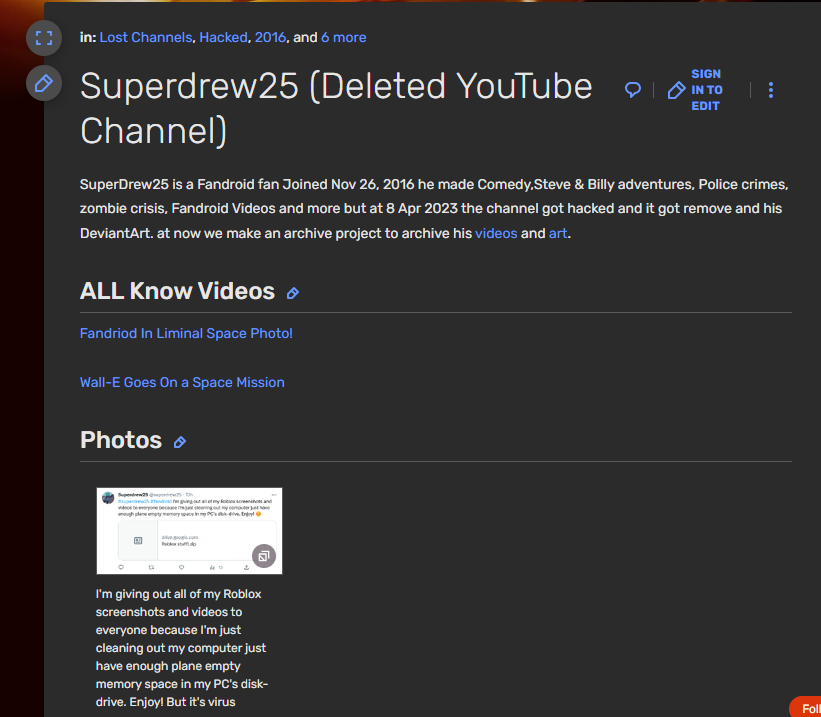 in: Lost Channels, Hacked, 2016, and 6 more
Superdrew25 (Deleted YouTube
Channel)
SIGN
IN TO
EDIT
SuperDrew25 is a Fandroid fan Joined Nov 26, 2016 he made Comedy,Steve & Billy adventures, Police crimes,
zombie crisis, Fandroid Videos and more but at 8 Apr 2023 the channel got hacked and it got remove and his
DeviantArt. at now we make an archive project to archive his videos and art.
ALL Know Videos
Fandriod In Liminal Space Photo!
Wall-E Goes On a Space Mission
Photos
Superdrew25 @superdrew25 · 10h
#superdrew25 #fandroid I'm giving out all of my Roblox screenshots and
videos to everyone because I'm just cleaning out my computer just have
enough plane empty memory space in my PC's disk-drive. Enjoy!
drive.google.com
Roblox stuff1.zip
I'm giving out all of my Roblox
screenshots and videos to
everyone because I'm just
cleaning out my computer just
have enough plane empty
memory space in my PC's disk-
drive. Enjoy! But it's virus
Foll